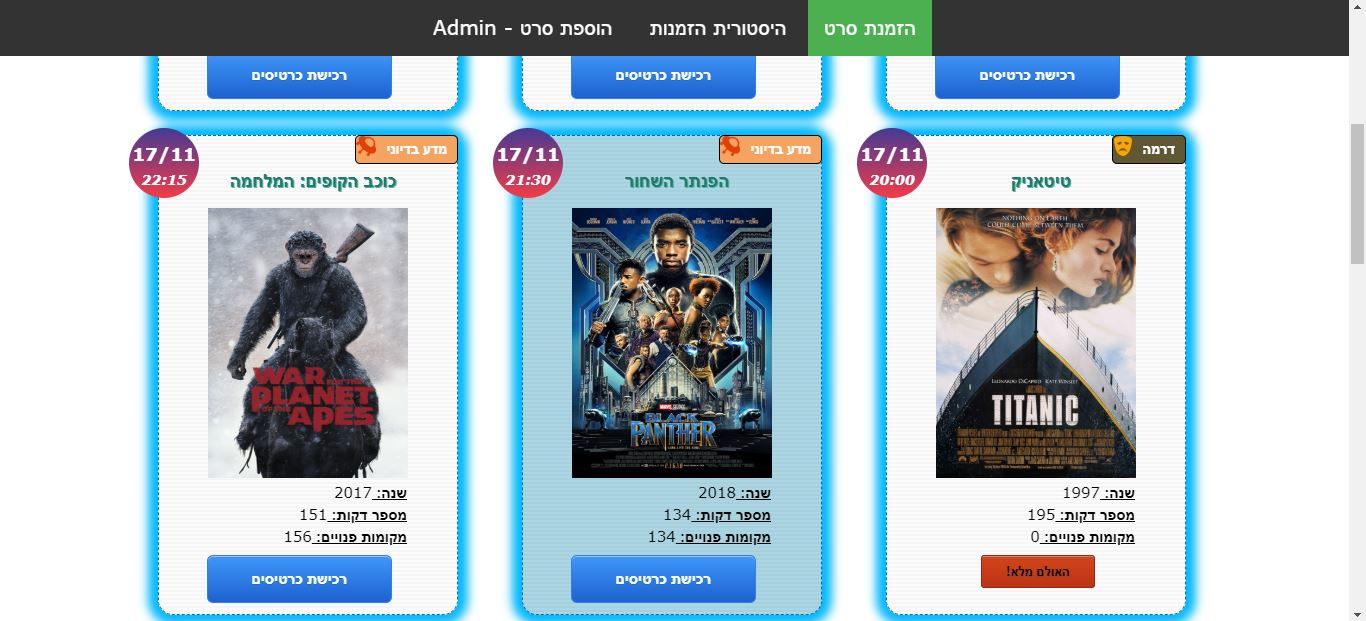 הזמנת סרט
היסטורית הזמנות
הוספת סרט - Admin
רכישת כרטיסים
רכישת כרטיסים
רכישת כרטיסים
דרמה
17/11
20:00
טיטאניק
NOTHING ON EARTH
COULD COME BETWEEN THEM.
LEONARDO DICAPRIO KATE WINSLET
TITANIC
שנה: 1997
מספר דקות: 195
מקומות פנויים: 0
האולם מלא!
מדע בדיוני
17/11
21:30
הפנתר השחור
MARVEL STUDIOS
BLACK
PANTHER
שנה: 2018
מספר דקות: 134
מקומות פנויים: 134
רכישת כרטיסים
מדע בדיוני
17/11
22:15
כוכב הקופים: המלחמה
WAR FOR THE
PLANET
OF THE
APES
שנה: 2017
מספר דקות: 151
מקומות פנויים: 156
רכישת כרטיסים